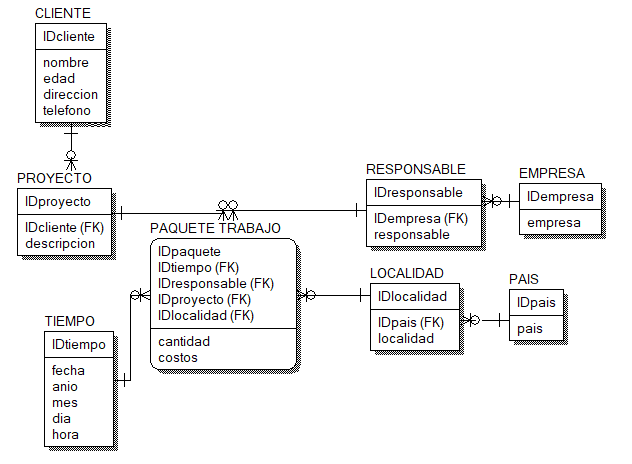 CLIENTE
IDcliente
nombre
edad
direccion
telefono
PROYECTO
IDproyecto
IDcliente (FK)
descripcion
RESPONSABLE
IDresponsable
IDempresa (FK)
responsable
EMPRESA
IDempresa
empresa
PAQUETE TRABAJO
IDpaquete
IDtiempo (FK)
IDresponsable (FK)
IDproyecto (FK)
IDlocalidad (FK)
cantidad
costos
LOCALIDAD
IDlocalidad
IDpais (FK)
localidad
PAIS
IDpais
pais
TIEMPO
IDtiempo
fecha
anio
mes
dia
hora